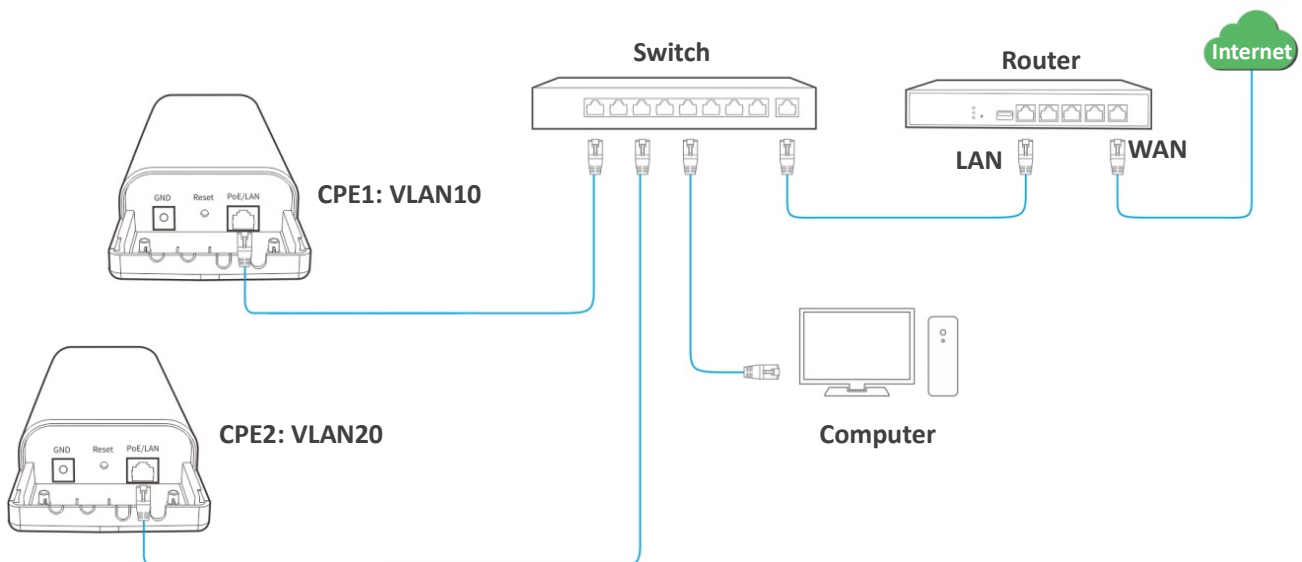 Switch
Router
Internet
LAN
WAN
GND Reset PoE/LAN
CPE1: VLAN10
GND Reset PoE/LAN
CPE2: VLAN20
Computer